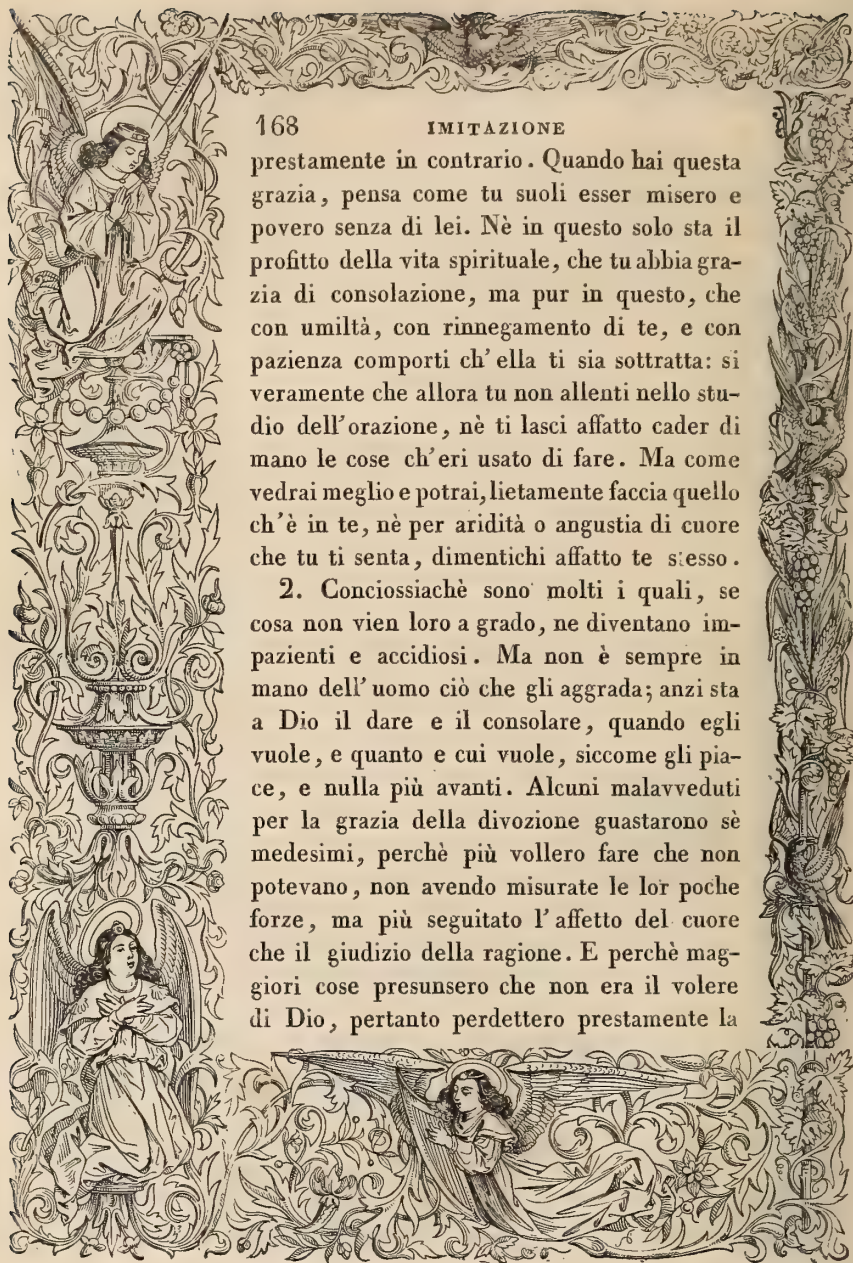 168 IMITAZIONE
prestamente in contrario. Quando hai questa
grazia, pensa come tu suoli esser misero e
povero senza di lei. Nè in questo solo sta il
profitto della vita spirituale, che tu abbia gra-
zia di consolazione, ma pur in questo, che
con umiltà, con rinnegamento di te, e con
pazienza comporti ch' ella ti sia sottratta: si
veramente che allora tu non allenti nello stu-
dio dell' orazione, nè ti lasci affatto cader di
mano le cose ch' eri usato di fare. Ma come
vedrai meglio e potrai, lietamente faccia quello
ch' è in te, nè per aridità o angustia di cuore
che tu ti senta, dimentichi affatto te stesso.
2. Conciossiachè sono molti i quali, se
cosa non vien loro a grado, ne diventano im-
pazienti e accidiosi. Ma non è sempre in
mano dell' uomo ciò che gli aggrada; anzi sta
a Dio il dare e il consolare, quando egli
vuole, e quanto e cui vuole, siccome gli pia-
ce, e nulla più avanti. Alcuni malavveduti
per la grazia della divozione guastarono sè
medesimi, perchè più vollero fare che non
potevano, non avendo misurate le lor poche
forze, ma più seguitato l' affetto del cuore
che il giudizio della ragione. E perchè mag-
giori cose presunsero che non era il volere
di Dio, pertanto perdettero prestamente la